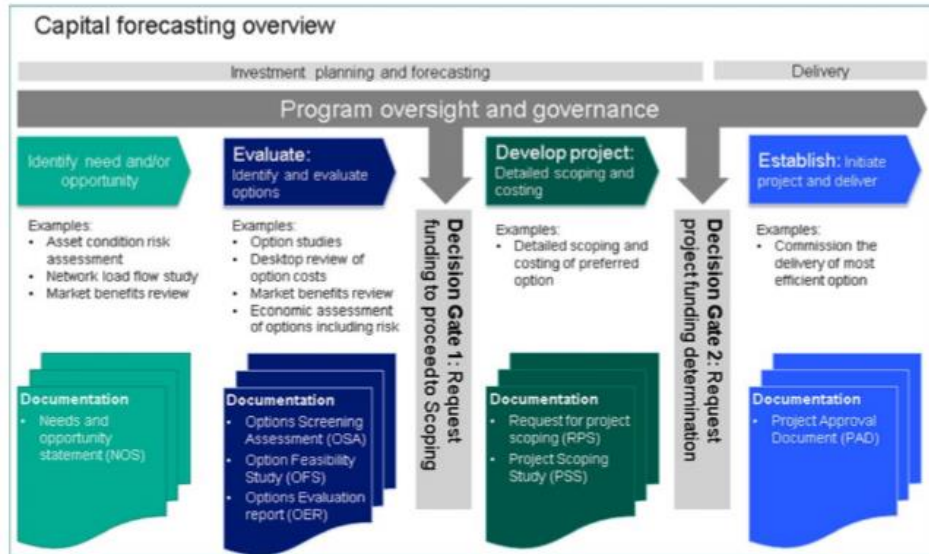 Capital forecasting overview
Investment planning and forecasting
Delivery
Program oversight and governance
Identify need and/or
opportunity
Examples:
• Asset condition risk
assessment
• Network load flow study
• Market benefits review
Documentation
• Needs and
opportunity
statement (NOS)
Evaluate:
Identify and evaluate
options
Examples:
• Option studies
• Desktop review of
option costs
• Market benefits review
• Economic assessment
of options including risk
Documentation
• Options Screening
Assessment (OSA)
• Option Feasibility
Study (OFS)
• Options Evaluation
report (OER)
Decision Gate 1: Request
funding to proceed to Scoping
Develop project:
Detailed scoping and
costing
Examples:
• Detailed scoping and
costing of preferred
option
Documentation
• Request for project
scoping (RPS)
• Project Scoping
Study (PSS)
Decision Gate 2: Request
project funding determination
Establish: Initiate
project and deliver
Examples:
• Commission the
delivery of most
efficient option
Documentation
• Project Approval
Document (PAD)